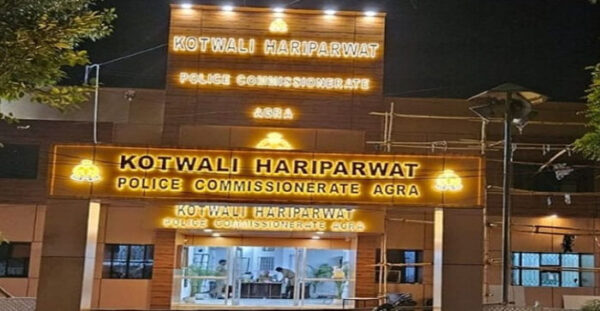 KOTWALI HARIPARWAT
POLICE COMMISSIONERATE
AGRA
KOTWALI HARIPARWAT
POLICE COMMISSIONERATE AGRA
KOTWALI HARIPARWAT
POLICE COMMISSIONERATE AGRA